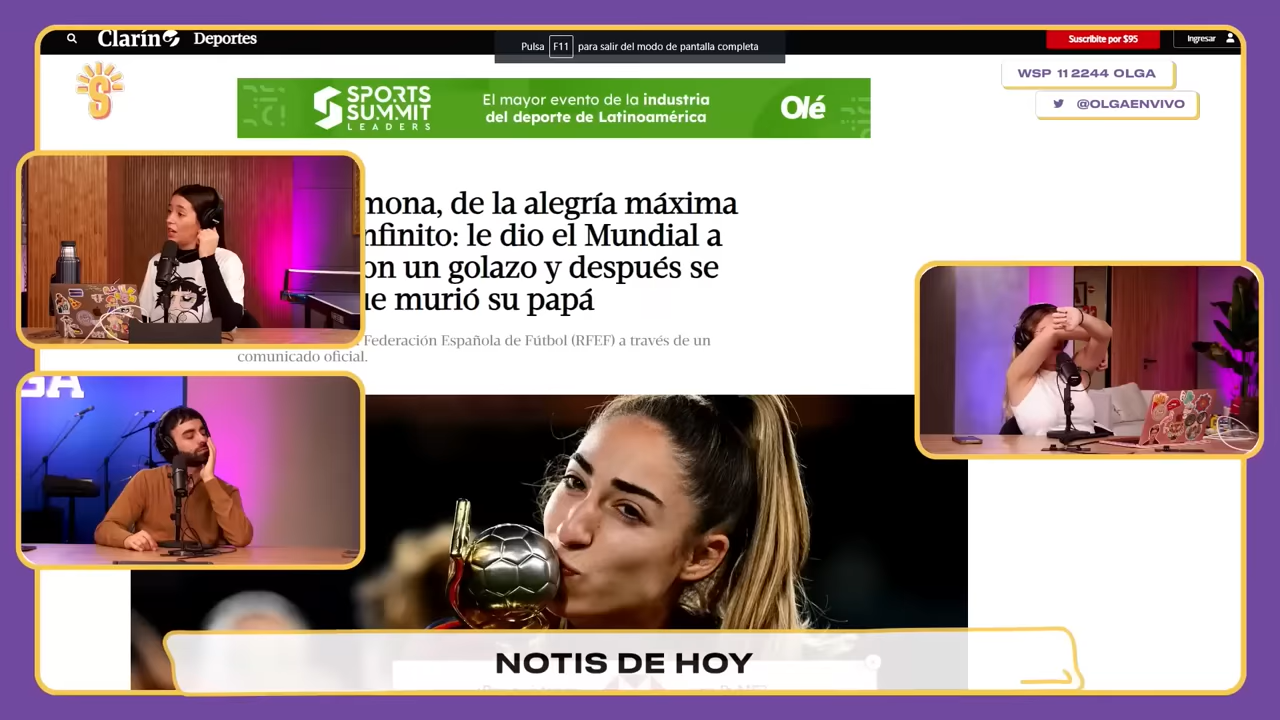 Clarín Deportes
Pulsa F11 para salir del modo de pantalla completa
Suscribite por $95
Ingresar
S
SPORTS
SUMMIT
LEADERS
El mayor evento de la industria
del deporte de Latinoamérica
Olé
WSP 11 2244 OLGA
@OLGAENVIVO
mona, de la alegría máxima
nfinito: le dio el Mundial a
on un golazo y después se
ue murió su papá
Federación Española de Fútbol (RFEF) a través de un
comunicado oficial.
GA
NOTIS DE HOY